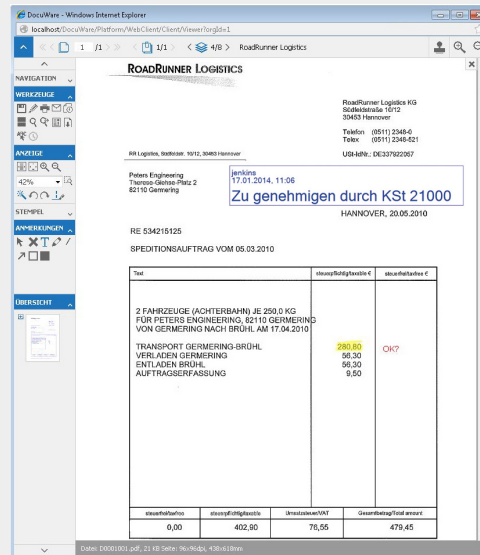 DocuWare - Windows Internet Explorer
localhost/DocuWare/Platform/WebClient/Client/Viewer?orgId=1
1 /1 1/1 4/8 RoadRunner Logistics
NAVIGATION
WERKZEUGE
ANZEIGE
42%
STEMPEL
ANMERKUNGEN
ÜBERSICHT
ROADRUNNER LOGISTICS
RoadRunner Logistics KG
Südfeldstraße 10/12
30453 Hannover
Telefon (0511) 2348-0
Telex (0511) 2348-521
RR Logistics, Südfeldstr. 10/12, 30453 Hannover
USt-IdNr.: DE337922057
Peters Engineering
Therese-Giehse-Platz 2
82110 Germering
jenkins
17.01.2014, 11:06
Zu genehmigen durch KSt 21000
HANNOVER, 20.05.2010
RE 534215125
SPEDITIONSAUFTRAG VOM 05.03.2010
Text steuerpflichtig/taxable € steuerfrei/taxfree €
2 FAHRZEUGE (ACHTERBAHN) JE 250,0 KG
FÜR PETERS ENGINEERING, 82110 GERMERING
VON GERMERING NACH BRÜHL AM 17.04.2010
TRANSPORT GERMERING-BRÜHL 280,80 OK?
VERLADEN GERMERING 56,30
ENTLADEN BRÜHL 56,30
AUFTRAGSERFASSUNG 9,50
steuerfrei/taxfree steuerpflichtig/taxable Umsatzsteuer/VAT Gesamtbetrag/Total amount
0,00 402,90 76,55 479,45
Datei: D0001001.pdf, 21 KB Seite: 96x96dpi, 438x618mm